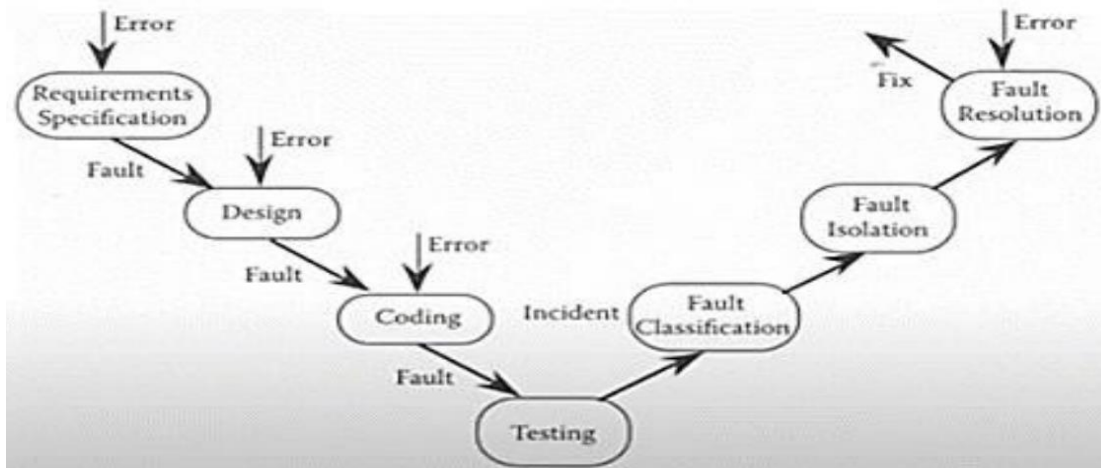 Error
Requirements
Specification
Fault
Error
Design
Fault
Error
Coding
Fault
Testing
Incident
Fault
Classification
Fault
Isolation
Error
Fault
Resolution
Fix